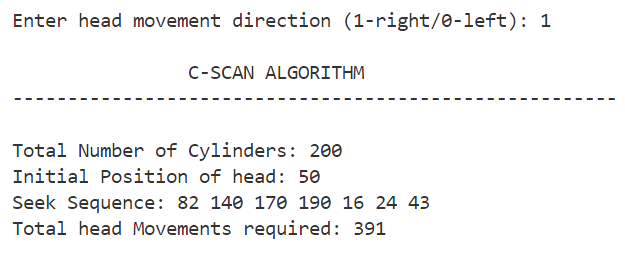 Enter head movement direction (1-right/0-left): 1
C-SCAN ALGORITHM
-------------------------------------------------------
Total Number of Cylinders: 200
Initial Position of head: 50
Seek Sequence: 82 140 170 190 16 24 43
Total head Movements required: 391